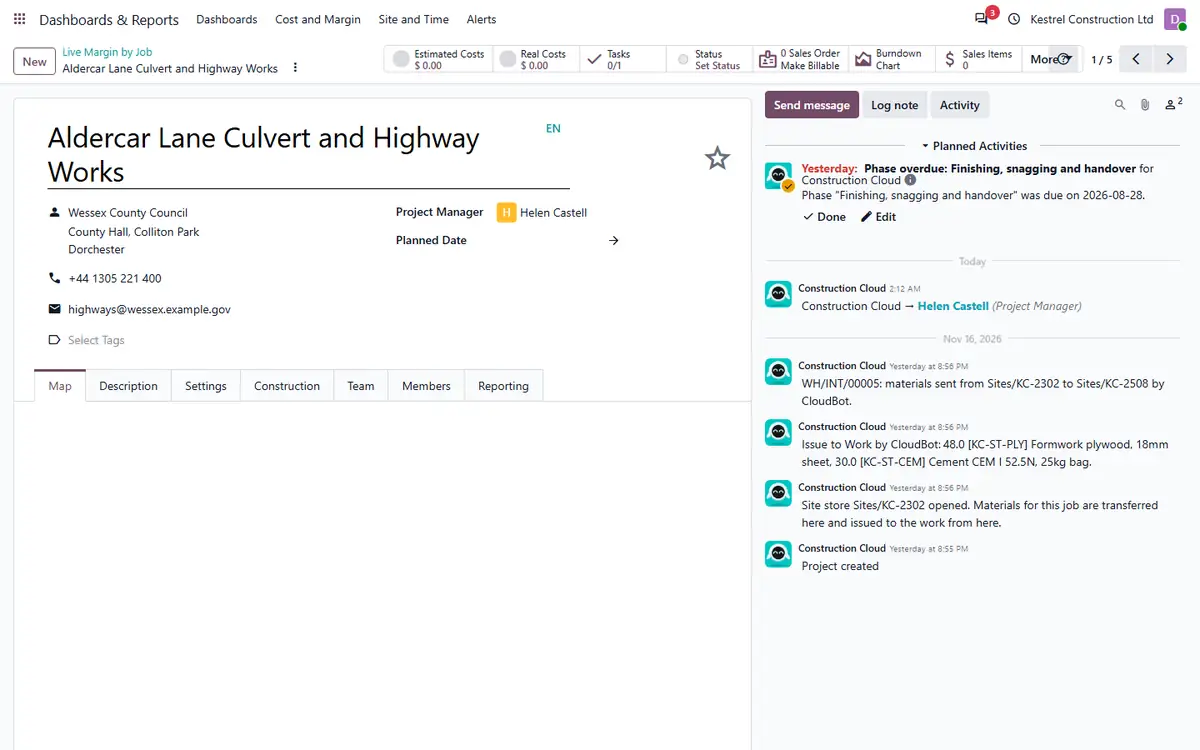 Dashboards & Reports Dashboards Cost and Margin Site and Time Alerts 3 Kestrel Construction Ltd D
New Live Margin by Job
Aldercar Lane Culvert and Highway Works
Estimated Costs
$ 0.00
Real Costs
$ 0.00
Tasks
0/1
Status
Set Status
0 Sales Order
Make Billable
Burndown
Chart
$ Sales Items
0
More
1 / 5
Aldercar Lane Culvert and Highway
Works
EN
Wessex County Council
County Hall, Colliton Park
Dorchester
+44 1305 221 400
highways@wessex.example.gov
Select Tags
Project Manager H Helen Castell
Planned Date
Map Description Settings Construction Team Members Reporting
Send message Log note Activity 2
Planned Activities
Yesterday: Phase overdue: Finishing, snagging and handover for
Construction Cloud
Phase "Finishing, snagging and handover" was due on 2026-08-28.
Done Edit
Today
Construction Cloud 2:12 AM
Construction Cloud → Helen Castell (Project Manager)
Nov 16, 2026
Construction Cloud Yesterday at 8:56 PM
WH/INT/00005: materials sent from Sites/KC-2302 to Sites/KC-2508 by
CloudBot.
Construction Cloud Yesterday at 8:56 PM
Issue to Work by CloudBot: 48.0 [KC-ST-PLY] Formwork plywood, 18mm
sheet, 30.0 [KC-ST-CEM] Cement CEM I 52.5N, 25kg bag.
Construction Cloud Yesterday at 8:56 PM
Site store Sites/KC-2302 opened. Materials for this job are transferred
here and issued to the work from here.
Construction Cloud Yesterday at 8:55 PM
Project created